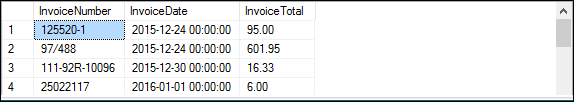 InvoiceNumber InvoiceDate InvoiceTotal
1 125520-1 2015-12-24 00:00:00 95.00
2 97/488 2015-12-24 00:00:00 601.95
3 111-92R-10096 2015-12-30 00:00:00 16.33
4 25022117 2016-01-01 00:00:00 6.00